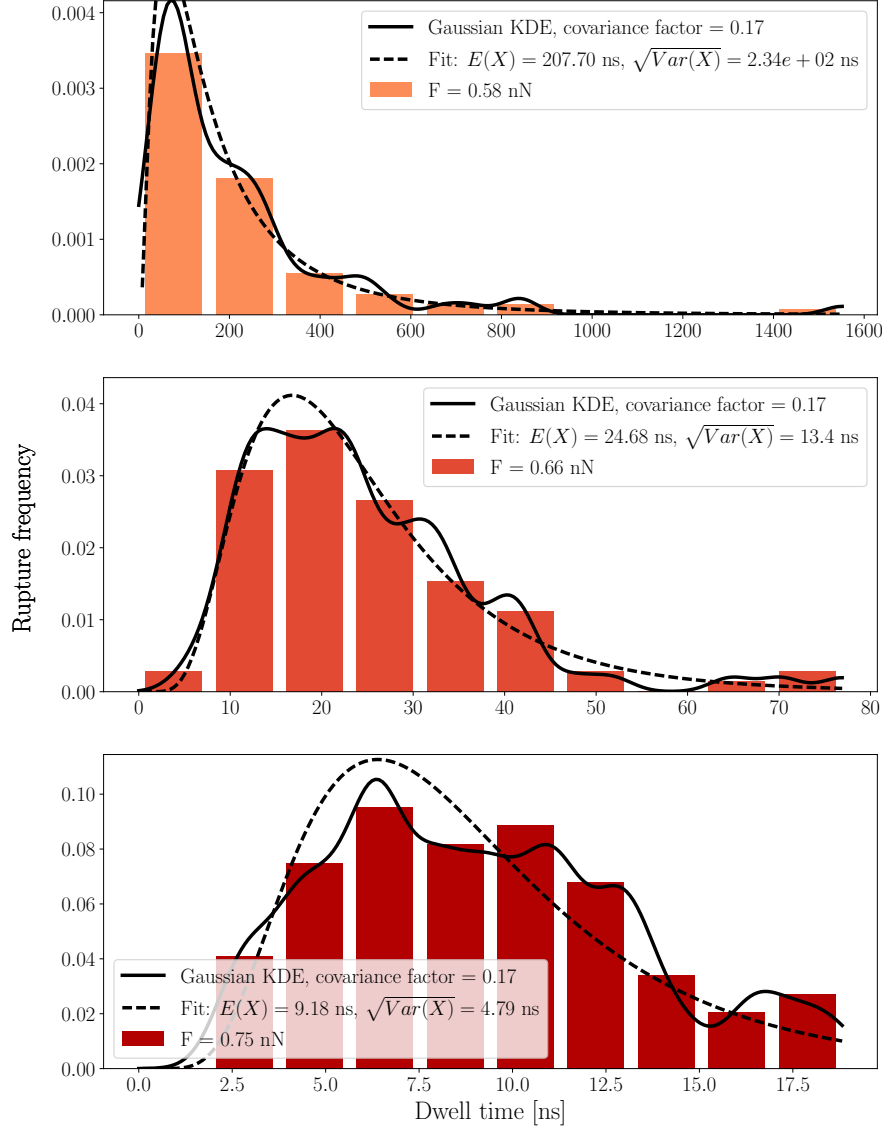 0.004
0.003
0.002
0.001
0.000
Gaussian KDE, covariance factor = 0.17
Fit: E(X) = 207.70 ns, √Var(X) = 2.34e + 02 ns
F = 0.58 nN
0 200 400 600 800 1000 1200 1400 1600
Rupture frequency
0.04
0.03
0.02
0.01
0.00
Gaussian KDE, covariance factor = 0.17
Fit: E(X) = 24.68 ns, √Var(X) = 13.4 ns
F = 0.66 nN
0 10 20 30 40 50 60 70 80
0.10
0.08
0.06
0.04
0.02
0.00
Gaussian KDE, covariance factor = 0.17
Fit: E(X) = 9.18 ns, √Var(X) = 4.79 ns
F = 0.75 nN
0.0 2.5 5.0 7.5 10.0 12.5 15.0 17.5
Dwell time [ns]